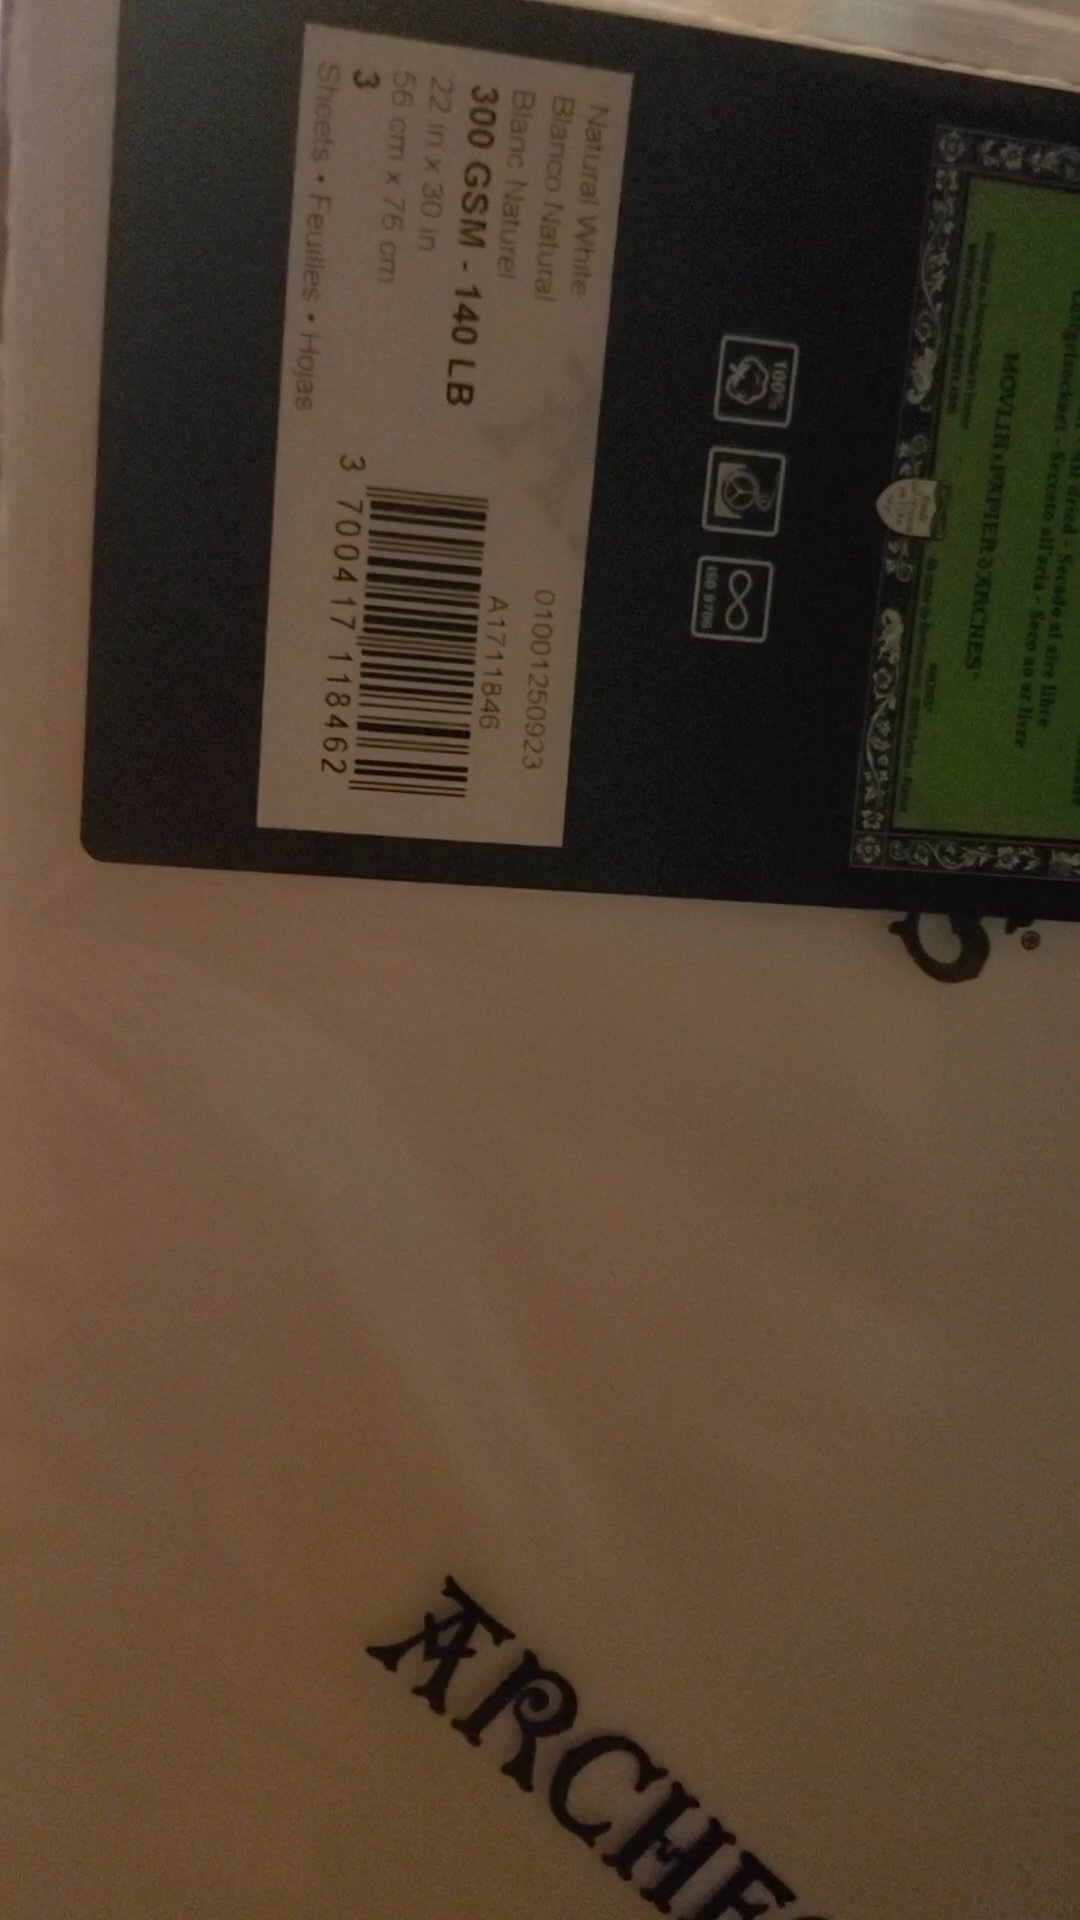 Natural White
Blanco Natural
Blanc Naturel
300 GSM - 140 LB
22 in x 30 in
56 cm x 76 cm
3
Sheets • Feuilles • Hojas
01001250923
A1711846
3 700417 118462
100%
ISO 9706
dried - Secado al aire libre
Seccato all'aria - Seco ao ar livre
MOVLIN
PAPIER
ARCHES®
®
ARCHES